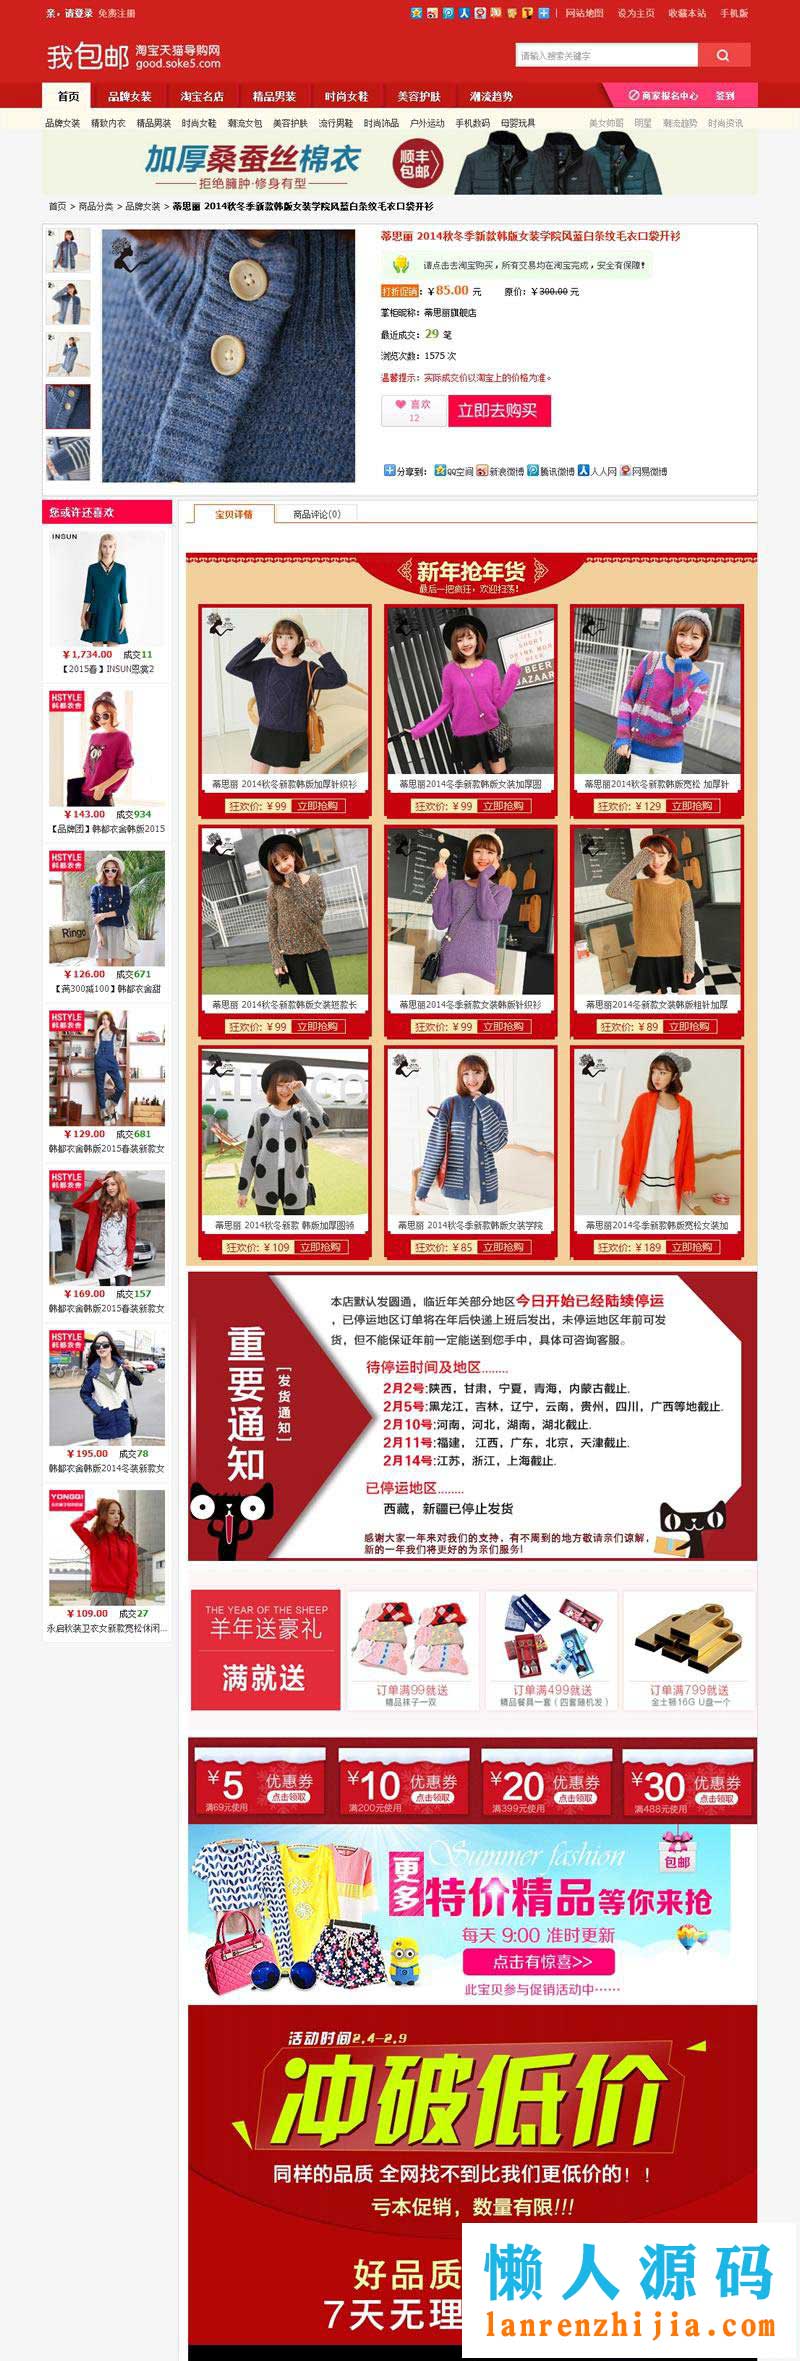 亲，请登录 免费注册
网站地图 设为主页 收藏本站 手机版
我包邮 淘宝天猫导购网
good.soke5.com
请输入搜索关键字
首页 品牌女装 淘宝名店 精品男装 时尚女鞋 美容护肤 潮流趋势 商家报名中心 签到
品牌女装 精致内衣 精品男装 时尚女鞋 潮流女包 美容护肤 流行男鞋 时尚饰品 户外运动 手机数码 母婴玩具 美女帅哥 明星 潮流趋势 时尚资讯
加厚桑蚕丝棉衣
拒绝臃肿·修身有型
顺丰
包邮
首页 > 商品分类 > 品牌女装 > 蒂思丽 2014秋冬季新款韩版女装学院风蓝白条纹毛衣口袋开衫
蒂思丽 2014秋冬季新款韩版女装学院风蓝白条纹毛衣口袋开衫
请点击去淘宝购买，所有交易均在淘宝完成，安全有保障！
打折促销：￥85.00 元 原价：￥300.00 元
掌柜昵称：蒂思丽旗舰店
最近成交：29 笔
浏览次数：1575 次
温馨提示：实际成交价以淘宝上的价格为准。
喜欢
12
立即去购买
分享到： QQ空间 新浪微博 腾讯微博 人人网 网易微博
您或许还喜欢
INSUN
￥1,734.00 成交11
【2015春】INSUN恩裳2
HSTYLE
韩都衣舍
￥143.00 成交934
【品牌团】韩都衣舍韩版2015
HSTYLE
韩都衣舍
￥126.00 成交671
【满300减100】韩都衣舍甜
HSTYLE
韩都衣舍
￥129.00 成交681
韩都衣舍韩版2015春装新款女
HSTYLE
韩都衣舍
￥169.00 成交157
韩都衣舍韩版2015春装新款女
HSTYLE
韩都衣舍
￥195.00 成交78
韩都衣舍韩版2014冬装新款女
YONGQI
￥109.00 成交27
永启秋装卫衣女新款宽松休闲...
宝贝详情 商品评论(0)
新年抢年货
最后一把疯狂，欢迎扫荡！
蒂思丽 2014秋冬新款韩版加厚针织衫
狂欢价：￥99 立即抢购
蒂思丽2014冬季新款韩版女装加厚圆
狂欢价：￥99 立即抢购
蒂思丽2014秋冬新款韩版宽松 加厚针
狂欢价：￥129 立即抢购
蒂思丽 2014秋冬新款韩版女装短款长
狂欢价：￥99 立即抢购
蒂思丽2014冬季新款女装韩版针织衫
狂欢价：￥99 立即抢购
蒂思丽2014冬新款女装韩版粗针加厚
狂欢价：￥89 立即抢购
蒂思丽 2014秋冬新款 韩版加厚圆领
狂欢价：￥109 立即抢购
蒂思丽 2014秋冬季新款韩版女装学院
狂欢价：￥85 立即抢购
蒂思丽2014秋冬季新款韩版宽松女装加
狂欢价：￥189 立即抢购
重要通知
[发货通知]
本店默认发圆通，临近年关部分地区今日开始已经陆续停运
，已停运地区订单将在年后快递上班后发出，未停运地区年前可发
货，但不能保证年前一定能送到您手中，具体可咨询客服。
待停运时间及地区........
2月2号:陕西，甘肃，宁夏，青海，内蒙古截止.
2月5号:黑龙江，吉林，辽宁，云南，贵州，四川，广西等地截止.
2月10号:河南，河北，湖南，湖北截止.
2月11号:福建， 江西，广东，北京，天津截止.
2月14号:江苏，浙江，上海截止.
已停运地区........
西藏，新疆已停止发货
感谢大家一年来对我们的支持，有不周到的地方敬请亲们谅解，
新的一年我们将更好的为亲们服务!
THE YEAR OF THE SHEEP
羊年送豪礼
满就送
订单满99就送
精品袜子一双
订单满499就送
精品餐具一套（四套随机发）
订单满799就送
金士顿16G U盘一个
￥5 优惠券
满69元使用 点击领取
￥10 优惠券
满200元使用 点击领取
￥20 优惠券
满399元使用 点击领取
￥30 优惠券
满488元使用 点击领取
Summer fashion
包邮
更多特价精品等你来抢
每天 9:00 准时更新
点击有惊喜>>
此宝贝参与促销活动中……
活动时间2.4-2.9
冲破低价
同样的品质 全网找不到比我们更低价的！！
亏本促销，数量有限!!!
好品质
7天无理
懒人源码
lanrenzhijia.com